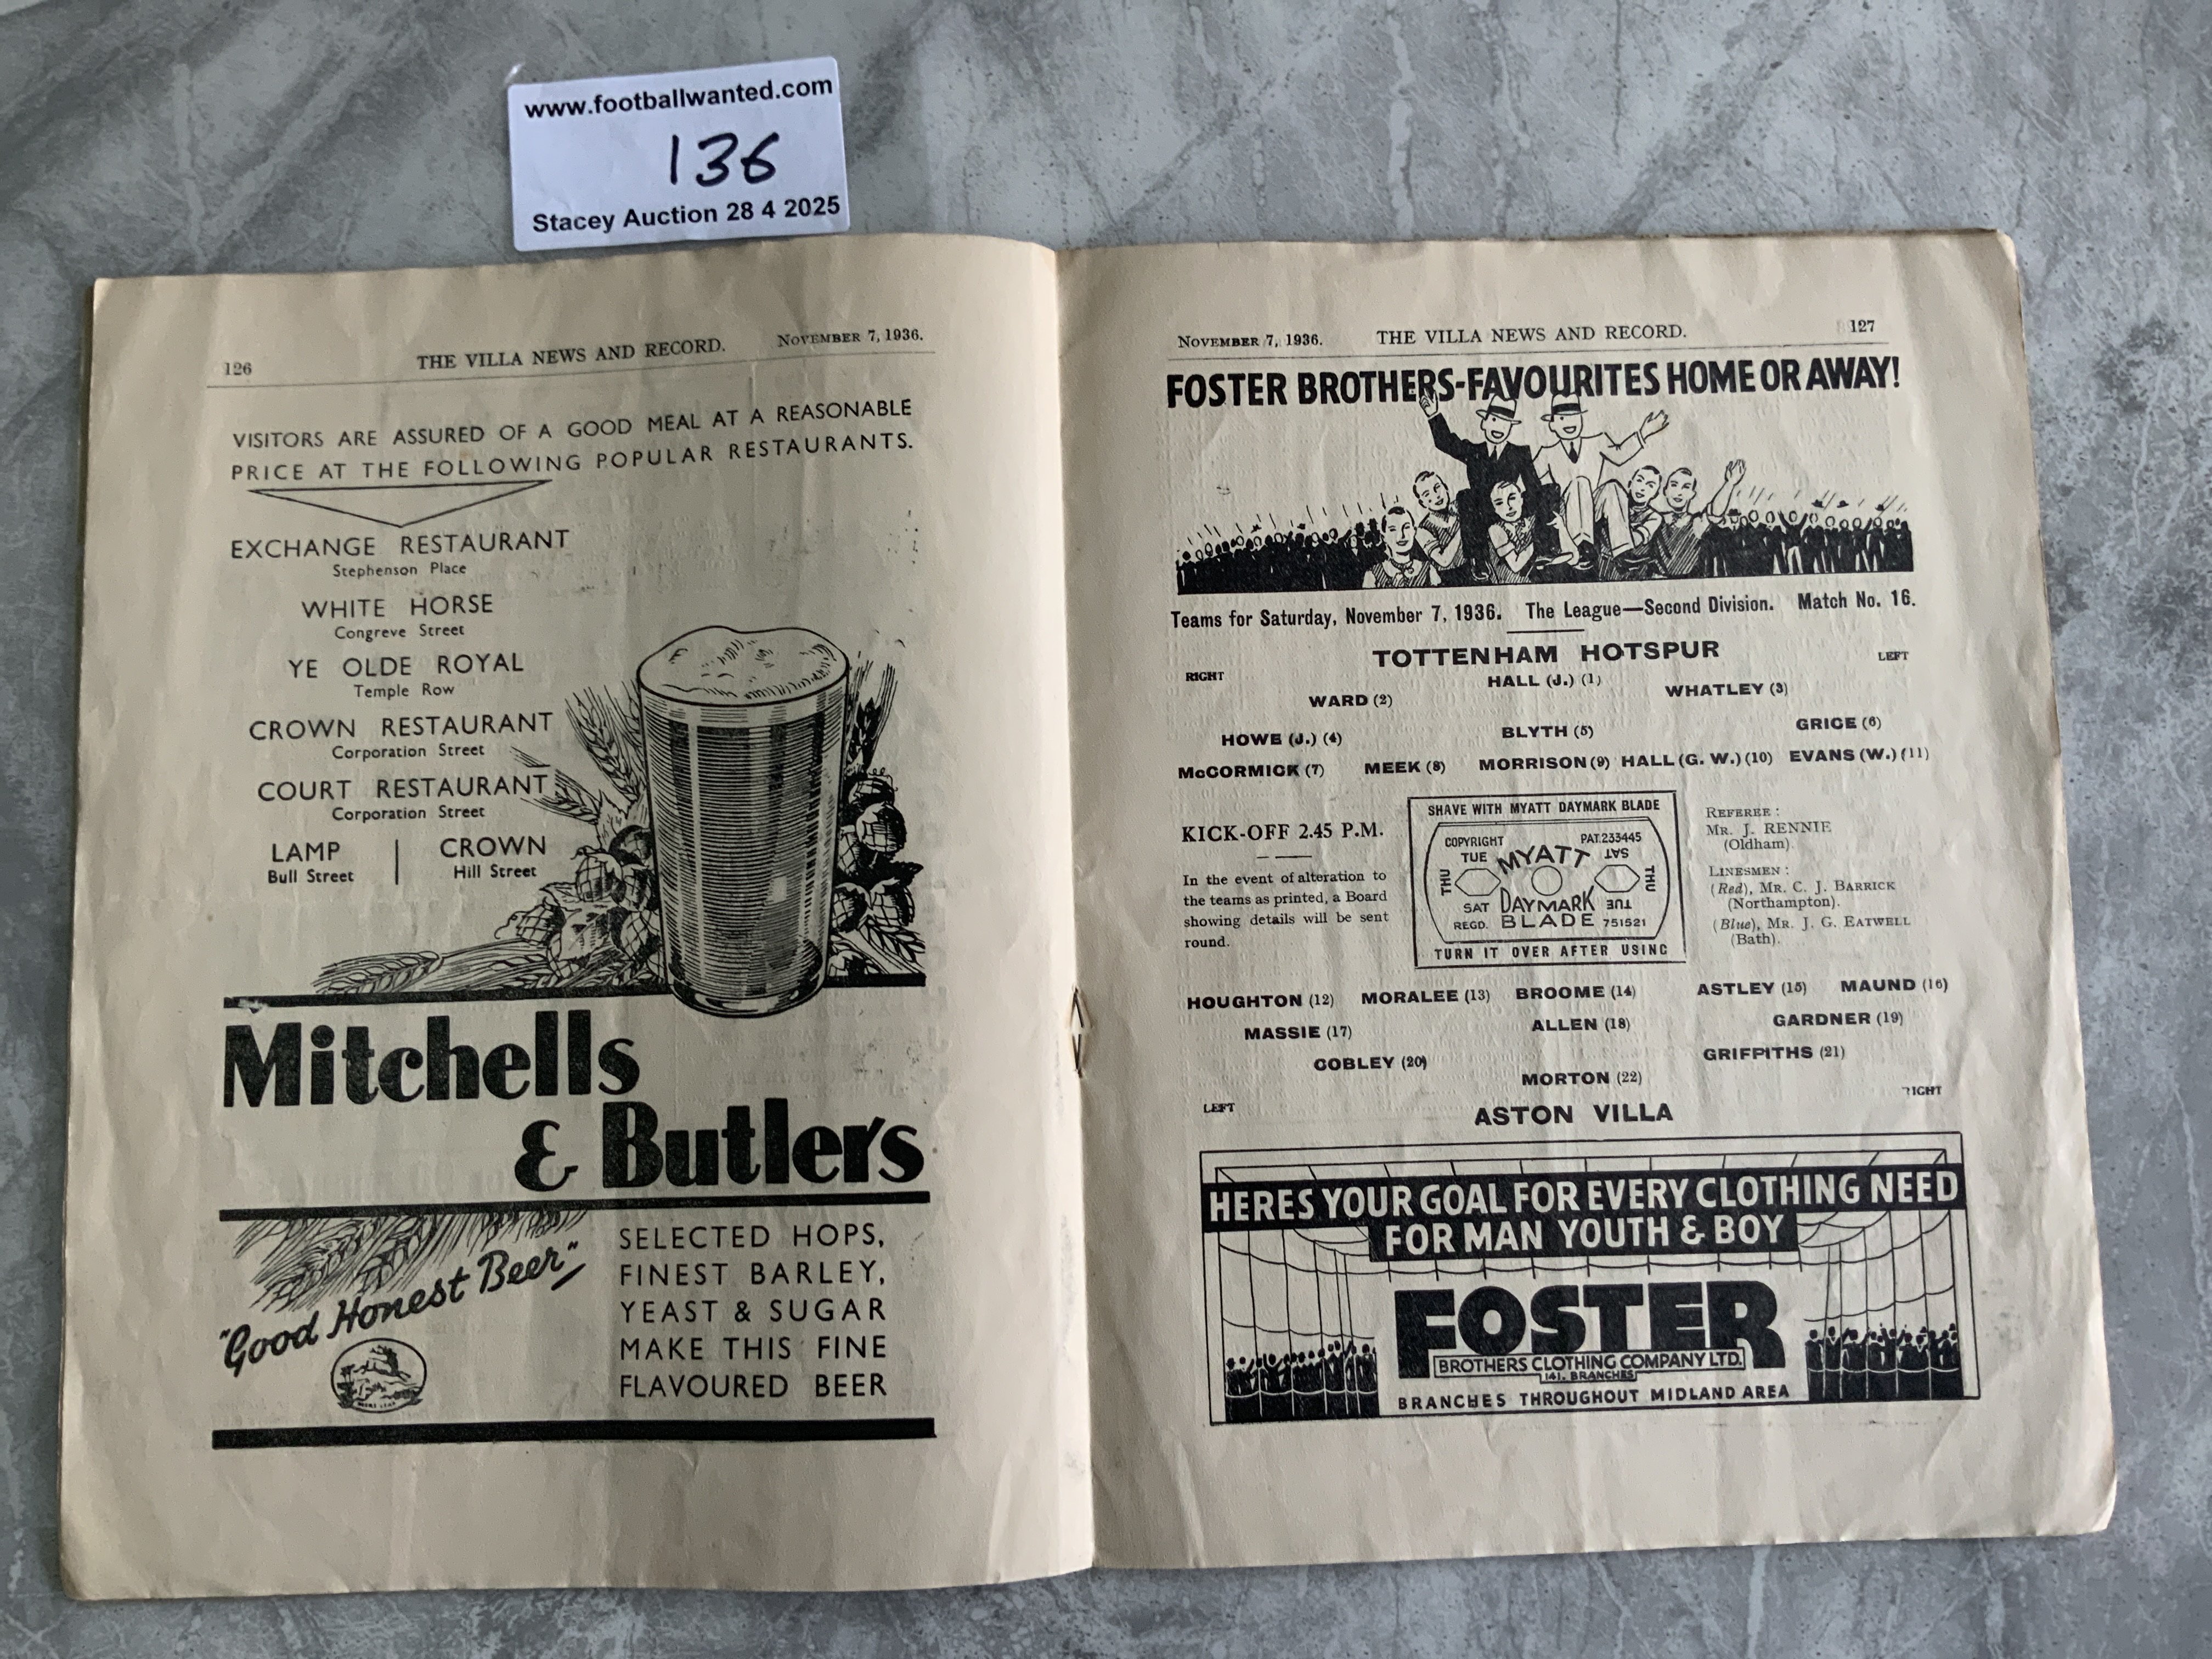 www.footballwanted.com
136
Stacey Auction 28 4 2025
126 THE VILLA NEWS AND RECORD. NOVEMBER 7, 1936.
VISITORS ARE ASSURED OF A GOOD MEAL AT A REASONABLE
PRICE AT THE FOLLOWING POPULAR RESTAURANTS.
EXCHANGE RESTAURANT
Stephenson Place
WHITE HORSE
Congreve Street
YE OLDE ROYAL
Temple Row
CROWN RESTAURANT
Corporation Street
COURT RESTAURANT
Corporation Street
LAMP
Bull Street
CROWN
Hill Street
Mitchells
& Butlers
"Good Honest Beer"
SELECTED HOPS,
FINEST BARLEY,
YEAST & SUGAR
MAKE THIS FINE
FLAVOURED BEER
NOVEMBER 7, 1936. THE VILLA NEWS AND RECORD. 127
FOSTER BROTHERS-FAVOURITES HOME OR AWAY!
Teams for Saturday, November 7, 1936. The League—Second Division. Match No. 16.
TOTTENHAM HOTSPUR
RIGHT LEFT
HALL (J.) (1)
WARD (2) WHATLEY (3)
HOWE (J.) (4) BLYTH (5) GRICE (6)
McCORMICK (7) MEEK (8) MORRISON (9) HALL (G. W.) (10) EVANS (W.) (11)
KICK-OFF 2.45 P.M.
In the event of alteration to
the teams as printed, a Board
showing details will be sent
round.
SHAVE WITH MYATT DAYMARK BLADE
COPYRIGHT PAT.233445
TUE MYATT SAT
THU THU
SAT DAYMARK TUE
REGD. BLADE 751521
TURN IT OVER AFTER USING
REFEREE :
MR. J. RENNIE
(Oldham).
LINESMEN :
(Red), MR. C. J. BARRICK
(Northampton).
(Blue), MR. J. G. EATWELL
(Bath).
HOUGHTON (12) MORALEE (13) BROOME (14) ASTLEY (15) MAUND (16)
MASSIE (17) ALLEN (18) GARDNER (19)
COBLEY (20) GRIFPITHS (21)
MORTON (22)
LEFT RIGHT
ASTON VILLA
HERES YOUR GOAL FOR EVERY CLOTHING NEED
FOR MAN YOUTH & BOY
FOSTER
BROTHERS CLOTHING COMPANY LTD.
141. BRANCHES
BRANCHES THROUGHOUT MIDLAND AREA